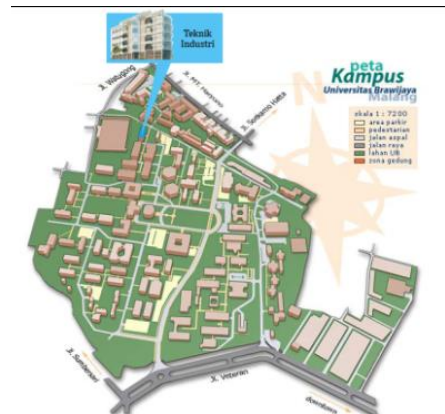 Teknik
Industri
peta
Kampus
Universitas Brawijaya
Malang
skala 1 : 7200
area parkir
pedestarian
jalan aspal
jalan raya
lahan UB
zona gedung
Jl. Watugong
Jl. MT. Haryono
Jl. Soekarno Hatta
Jl. Sumbersari
Jl. Veteran
downtown
N